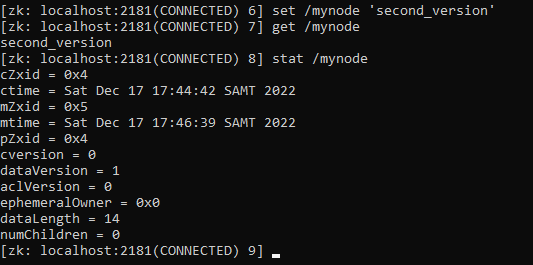 [zk: localhost:2181(CONNECTED) 6] set /mynode 'second_version'
[zk: localhost:2181(CONNECTED) 7] get /mynode
second_version
[zk: localhost:2181(CONNECTED) 8] stat /mynode
cZxid = 0x4
ctime = Sat Dec 17 17:44:42 SAMT 2022
mZxid = 0x5
mtime = Sat Dec 17 17:46:39 SAMT 2022
pZxid = 0x4
cversion = 0
dataVersion = 1
aclVersion = 0
ephemeralOwner = 0x0
dataLength = 14
numChildren = 0
[zk: localhost:2181(CONNECTED) 9]